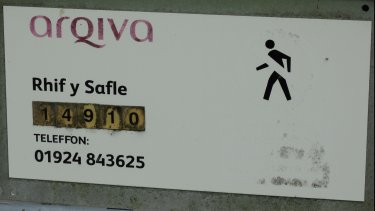 arqiva
Rhif y Safle
14910
TELEFFON:
01924 843625